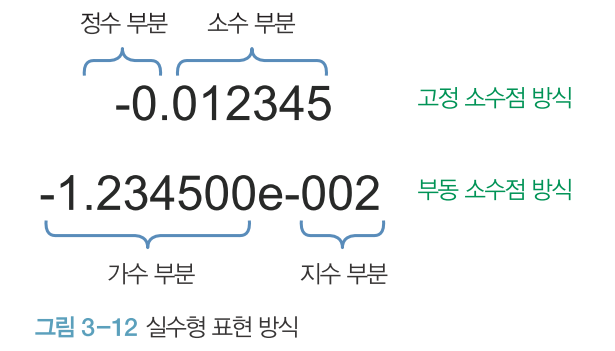 정수 부분 소수 부분
-0.012345 고정 소수점 방식
-1.234500e-002 부동 소수점 방식
가수 부분 지수 부분
그림 3-12 실수형 표현 방식